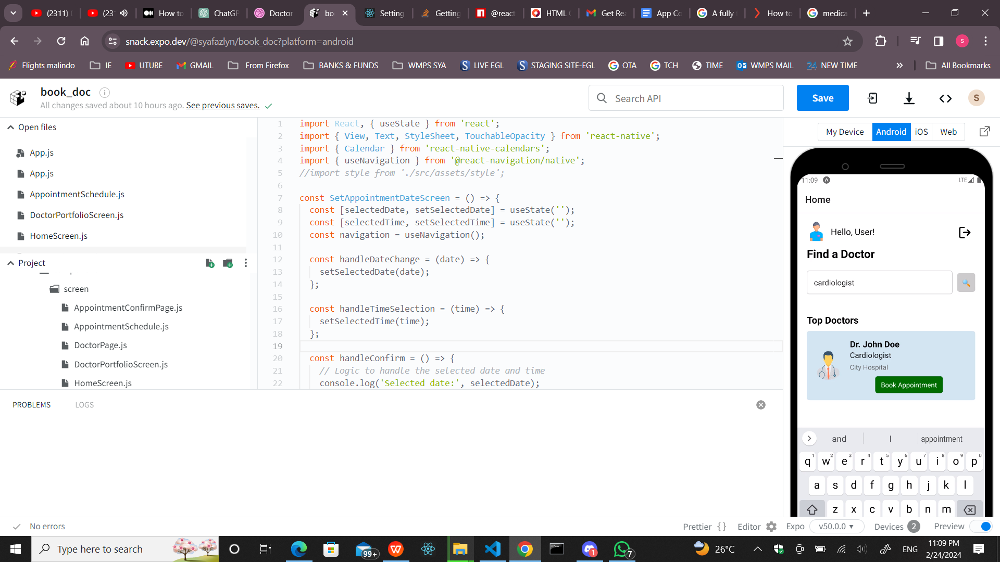 (2311)
(23
How to
ChatGP
Doctor
bo
Setting
Getting
@react
HTML
Get Rea
App Co
A fully
How to
medica
snack.expo.dev/@syafazlyn/book_doc?platform=android
S
Flights malindo
IE
UTUBE
GMAIL
From Firefox
BANKS & FUNDS
WMPS SYA
LIVE EGL
STAGING SITE-EGL
OTA
TCH
TIME
WMPS MAIL
NEW TIME
All Bookmarks
book_doc
All changes saved about 10 hours ago. See previous saves.
Search API
Save
S
Open files
App.js
App.js
AppointmentSchedule.js
DoctorPortfolioScreen.js
HomeScreen.js
Project
screen
AppointmentConfirmPage.js
AppointmentSchedule.js
DoctorPage.js
DoctorPortfolioScreen.js
HomeScreen.js
1 import React, { useState } from 'react';
2 import { View, Text, StyleSheet, TouchableOpacity } from 'react-native';
3 import { Calendar } from 'react-native-calendars';
4 import { useNavigation } from '@react-navigation/native';
5 //import style from './src/assets/style';
6
7 const SetAppointmentDateScreen = () => {
8 const [selectedDate, setSelectedDate] = useState('');
9 const [selectedTime, setSelectedTime] = useState('');
10 const navigation = useNavigation();
11
12 const handleDateChange = (date) => {
13 setSelectedDate(date);
14 };
15
16 const handleTimeSelection = (time) => {
17 setSelectedTime(time);
18 };
19
20 const handleConfirm = () => {
21 // Logic to handle the selected date and time
22 console.log('Selected date:', selectedDate);
My Device
Android
iOS
Web
11:09
LTE
Home
Hello, User!
Find a Doctor
cardiologist
Top Doctors
Dr. John Doe
Cardiologist
City Hospital
Book Appointment
and
I
appointment
q1 w2 e3 r4 t5 y6 u7 i8 o9 p0
a s d f g h j k l
z x c v b n m
PROBLEMS
LOGS
No errors
Prettier { }
Editor
Expo
v50.0.0
Devices 2
Preview
Type here to search
99+
1
7
26°C
ENG
11:09 PM
2/24/2024